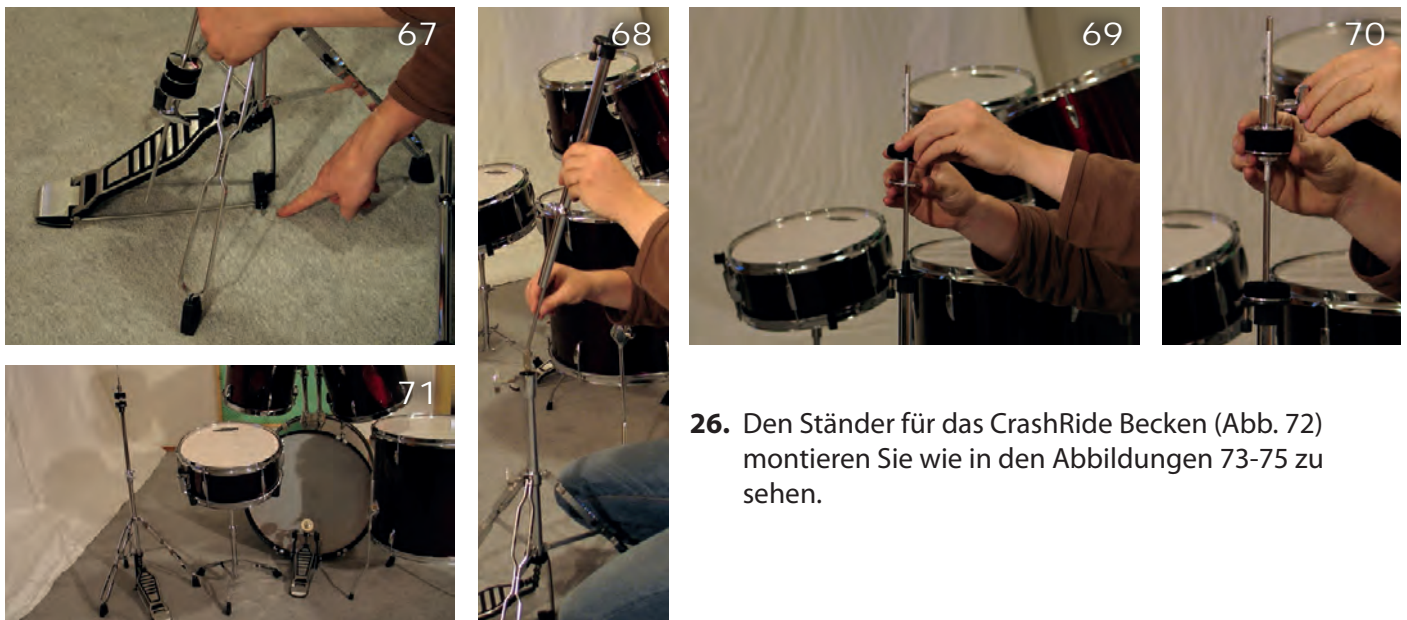 67
68
69
70
71
26. Den Ständer für das CrashRide Becken (Abb. 72)
montieren Sie wie in den Abbildungen 73-75 zu
sehen.